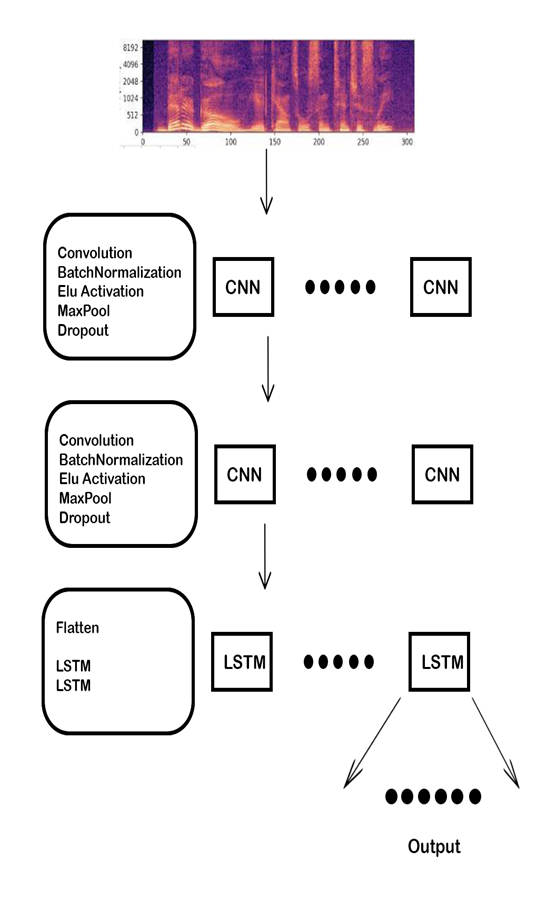 8192
4096
2048
1024
512
0
0 50 100 150 200 250 300
Convolution
BatchNormalization
Elu Activation
MaxPool
Dropout
CNN
CNN
Convolution
BatchNormalization
Elu Activation
MaxPool
Dropout
CNN
CNN
Flatten
LSTM
LSTM
LSTM
LSTM
Output